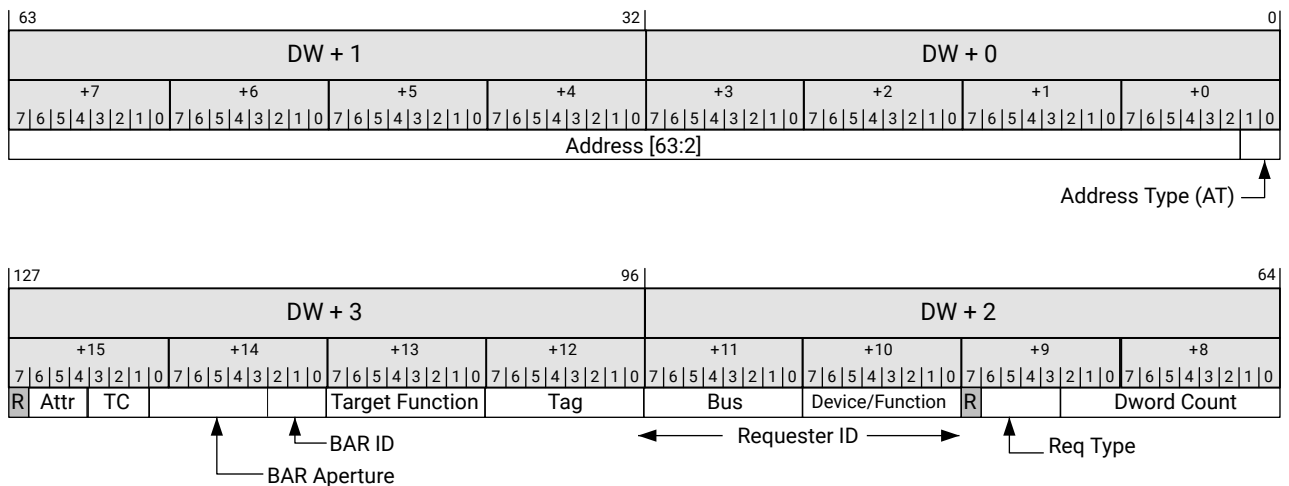 63 32 0
DW + 1 DW + 0
+7 +6 +5 +4 +3 +2 +1 +0
7 6 5 4 3 2 1 0 7 6 5 4 3 2 1 0 7 6 5 4 3 2 1 0 7 6 5 4 3 2 1 0 7 6 5 4 3 2 1 0 7 6 5 4 3 2 1 0 7 6 5 4 3 2 1 0 7 6 5 4 3 2 1 0
Address [63:2]
Address Type (AT)
127 96 64
DW + 3 DW + 2
+15 +14 +13 +12 +11 +10 +9 +8
7 6 5 4 3 2 1 0 7 6 5 4 3 2 1 0 7 6 5 4 3 2 1 0 7 6 5 4 3 2 1 0 7 6 5 4 3 2 1 0 7 6 5 4 3 2 1 0 7 6 5 4 3 2 1 0 7 6 5 4 3 2 1 0
R Attr TC Target Function Tag Bus Device/Function R Dword Count
BAR ID Requester ID Req Type
BAR Aperture